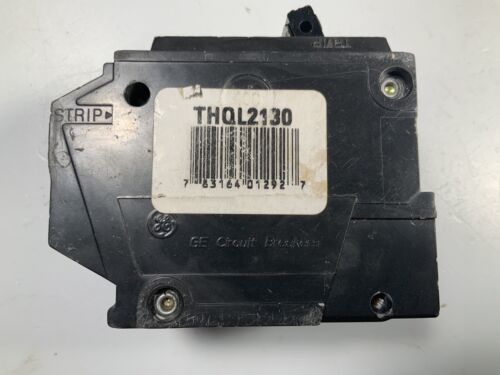 STRIP
THQL2130
7 83164 01292 7
GE Circuit Breakers